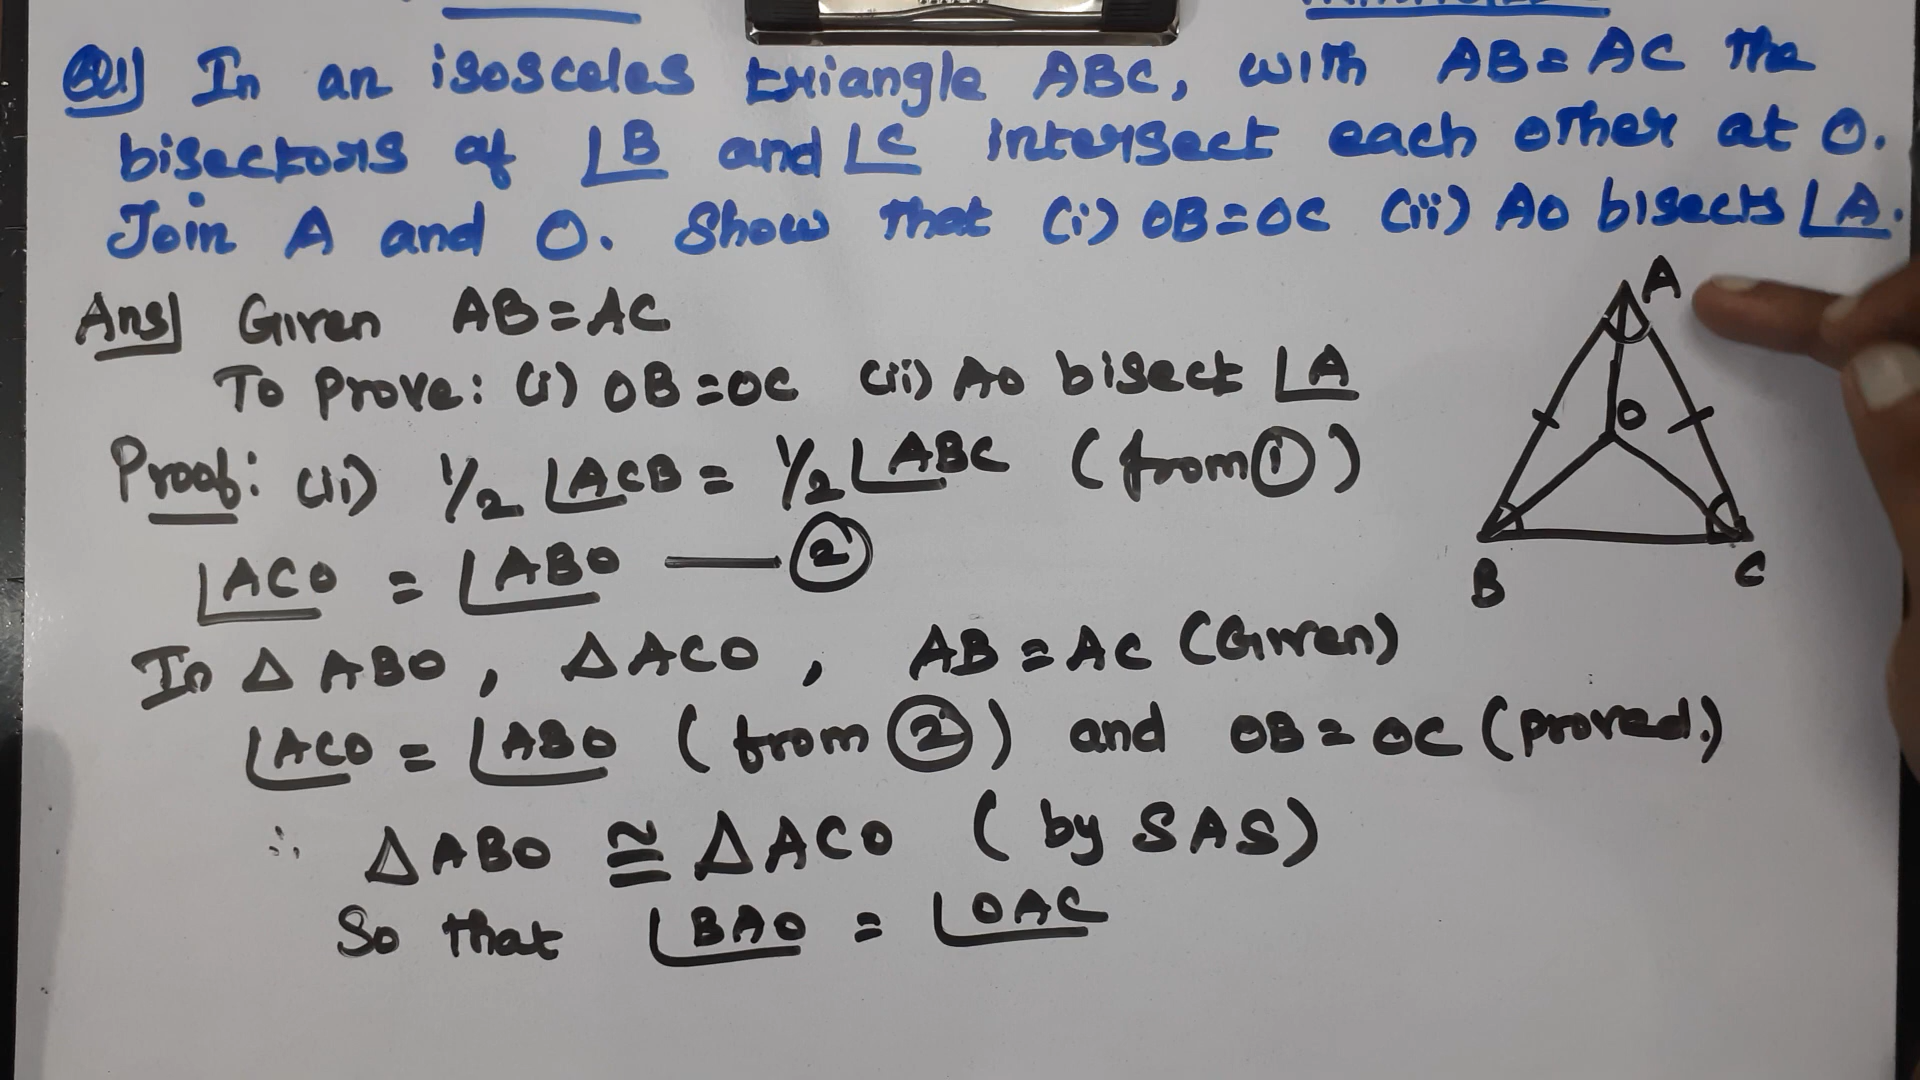 Q1) In an isosceles triangle ABC, with AB = AC the
bisectors of ∠B and ∠C intersect each other at O.
Join A and O. Show that (i) OB = OC (ii) AO bisects ∠A.
Ans] Given AB = AC
To prove: (i) OB = OC (ii) AO bisect ∠A
Proof: (ii) 1/2 ∠ACB = 1/2 ∠ABC (from ①)
∠ACO = ∠ABO — ②
In △ ABO, △ ACO, AB = AC (Given)
∠ACO = ∠ABO (from ②) and OB = OC (proved.)
∴ △ABO ≅ △ACO (by SAS)
So that ∠BAO = ∠OAC
A
O
B
C